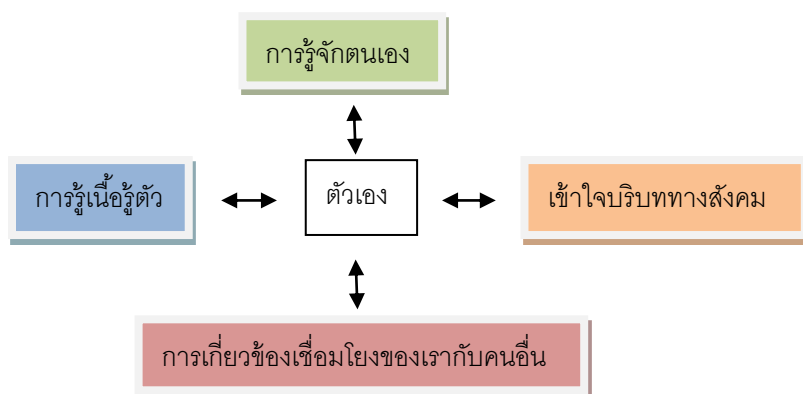 การรู้จักตนเอง
การรู้เนื้อรู้ตัว
ตัวเอง
เข้าใจบริบททางสังคม
การเกี่ยวข้องเชื่อมโยงของเรากับคนอื่น